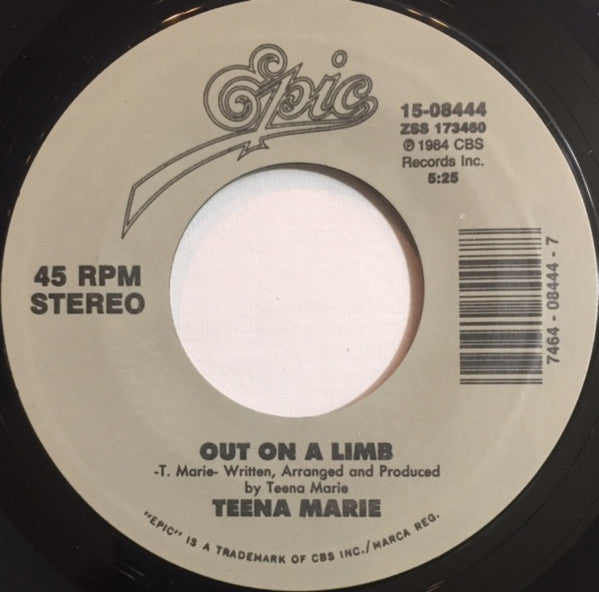 Epic
15-08444
ZSS 173460
℗ 1984 CBS
Records Inc.
5:25
45 RPM
STEREO
7464 - 08444 - 7
OUT ON A LIMB
-T. Marie- Written, Arranged and Produced
by Teena Marie
TEENA MARIE
"EPIC" IS A TRADEMARK OF CBS INC./MARCA REG.